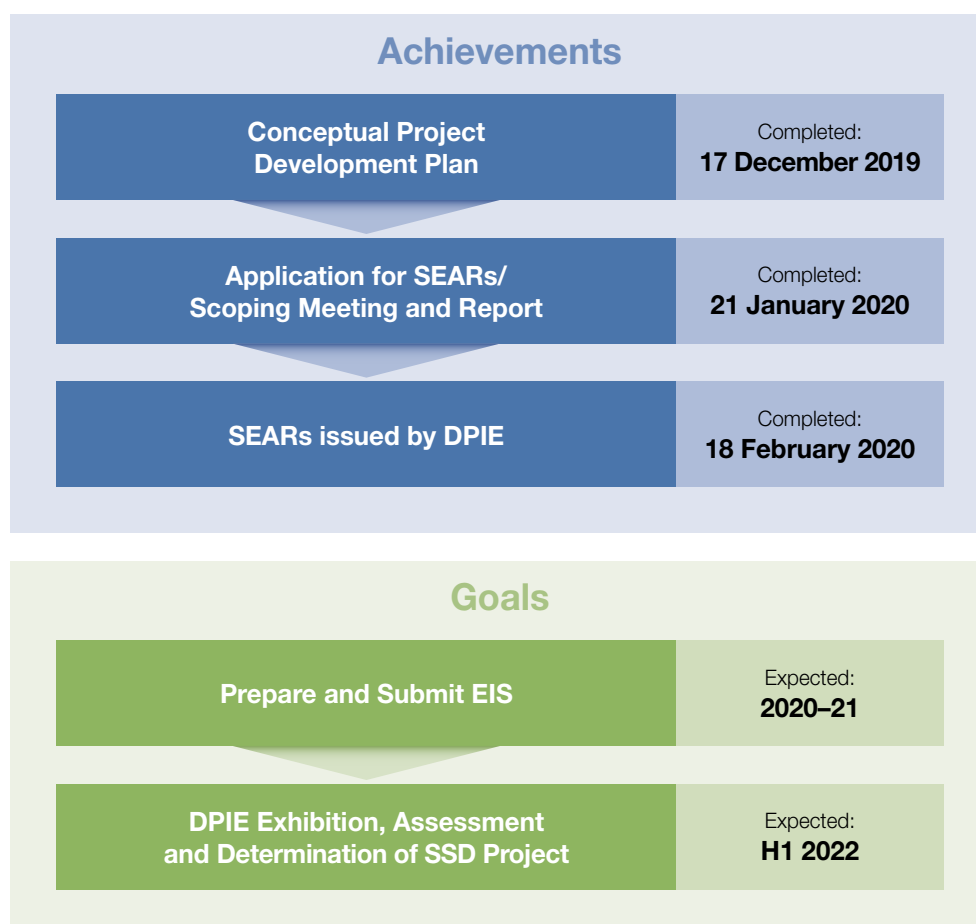 Achievements
Conceptual Project
Development Plan
Completed:
17 December 2019
Application for SEARs/
Scoping Meeting and Report
Completed:
21 January 2020
SEARs issued by DPIE
Completed:
18 February 2020
Goals
Prepare and Submit EIS
Expected:
2020–21
DPIE Exhibition, Assessment
and Determination of SSD Project
Expected:
H1 2022